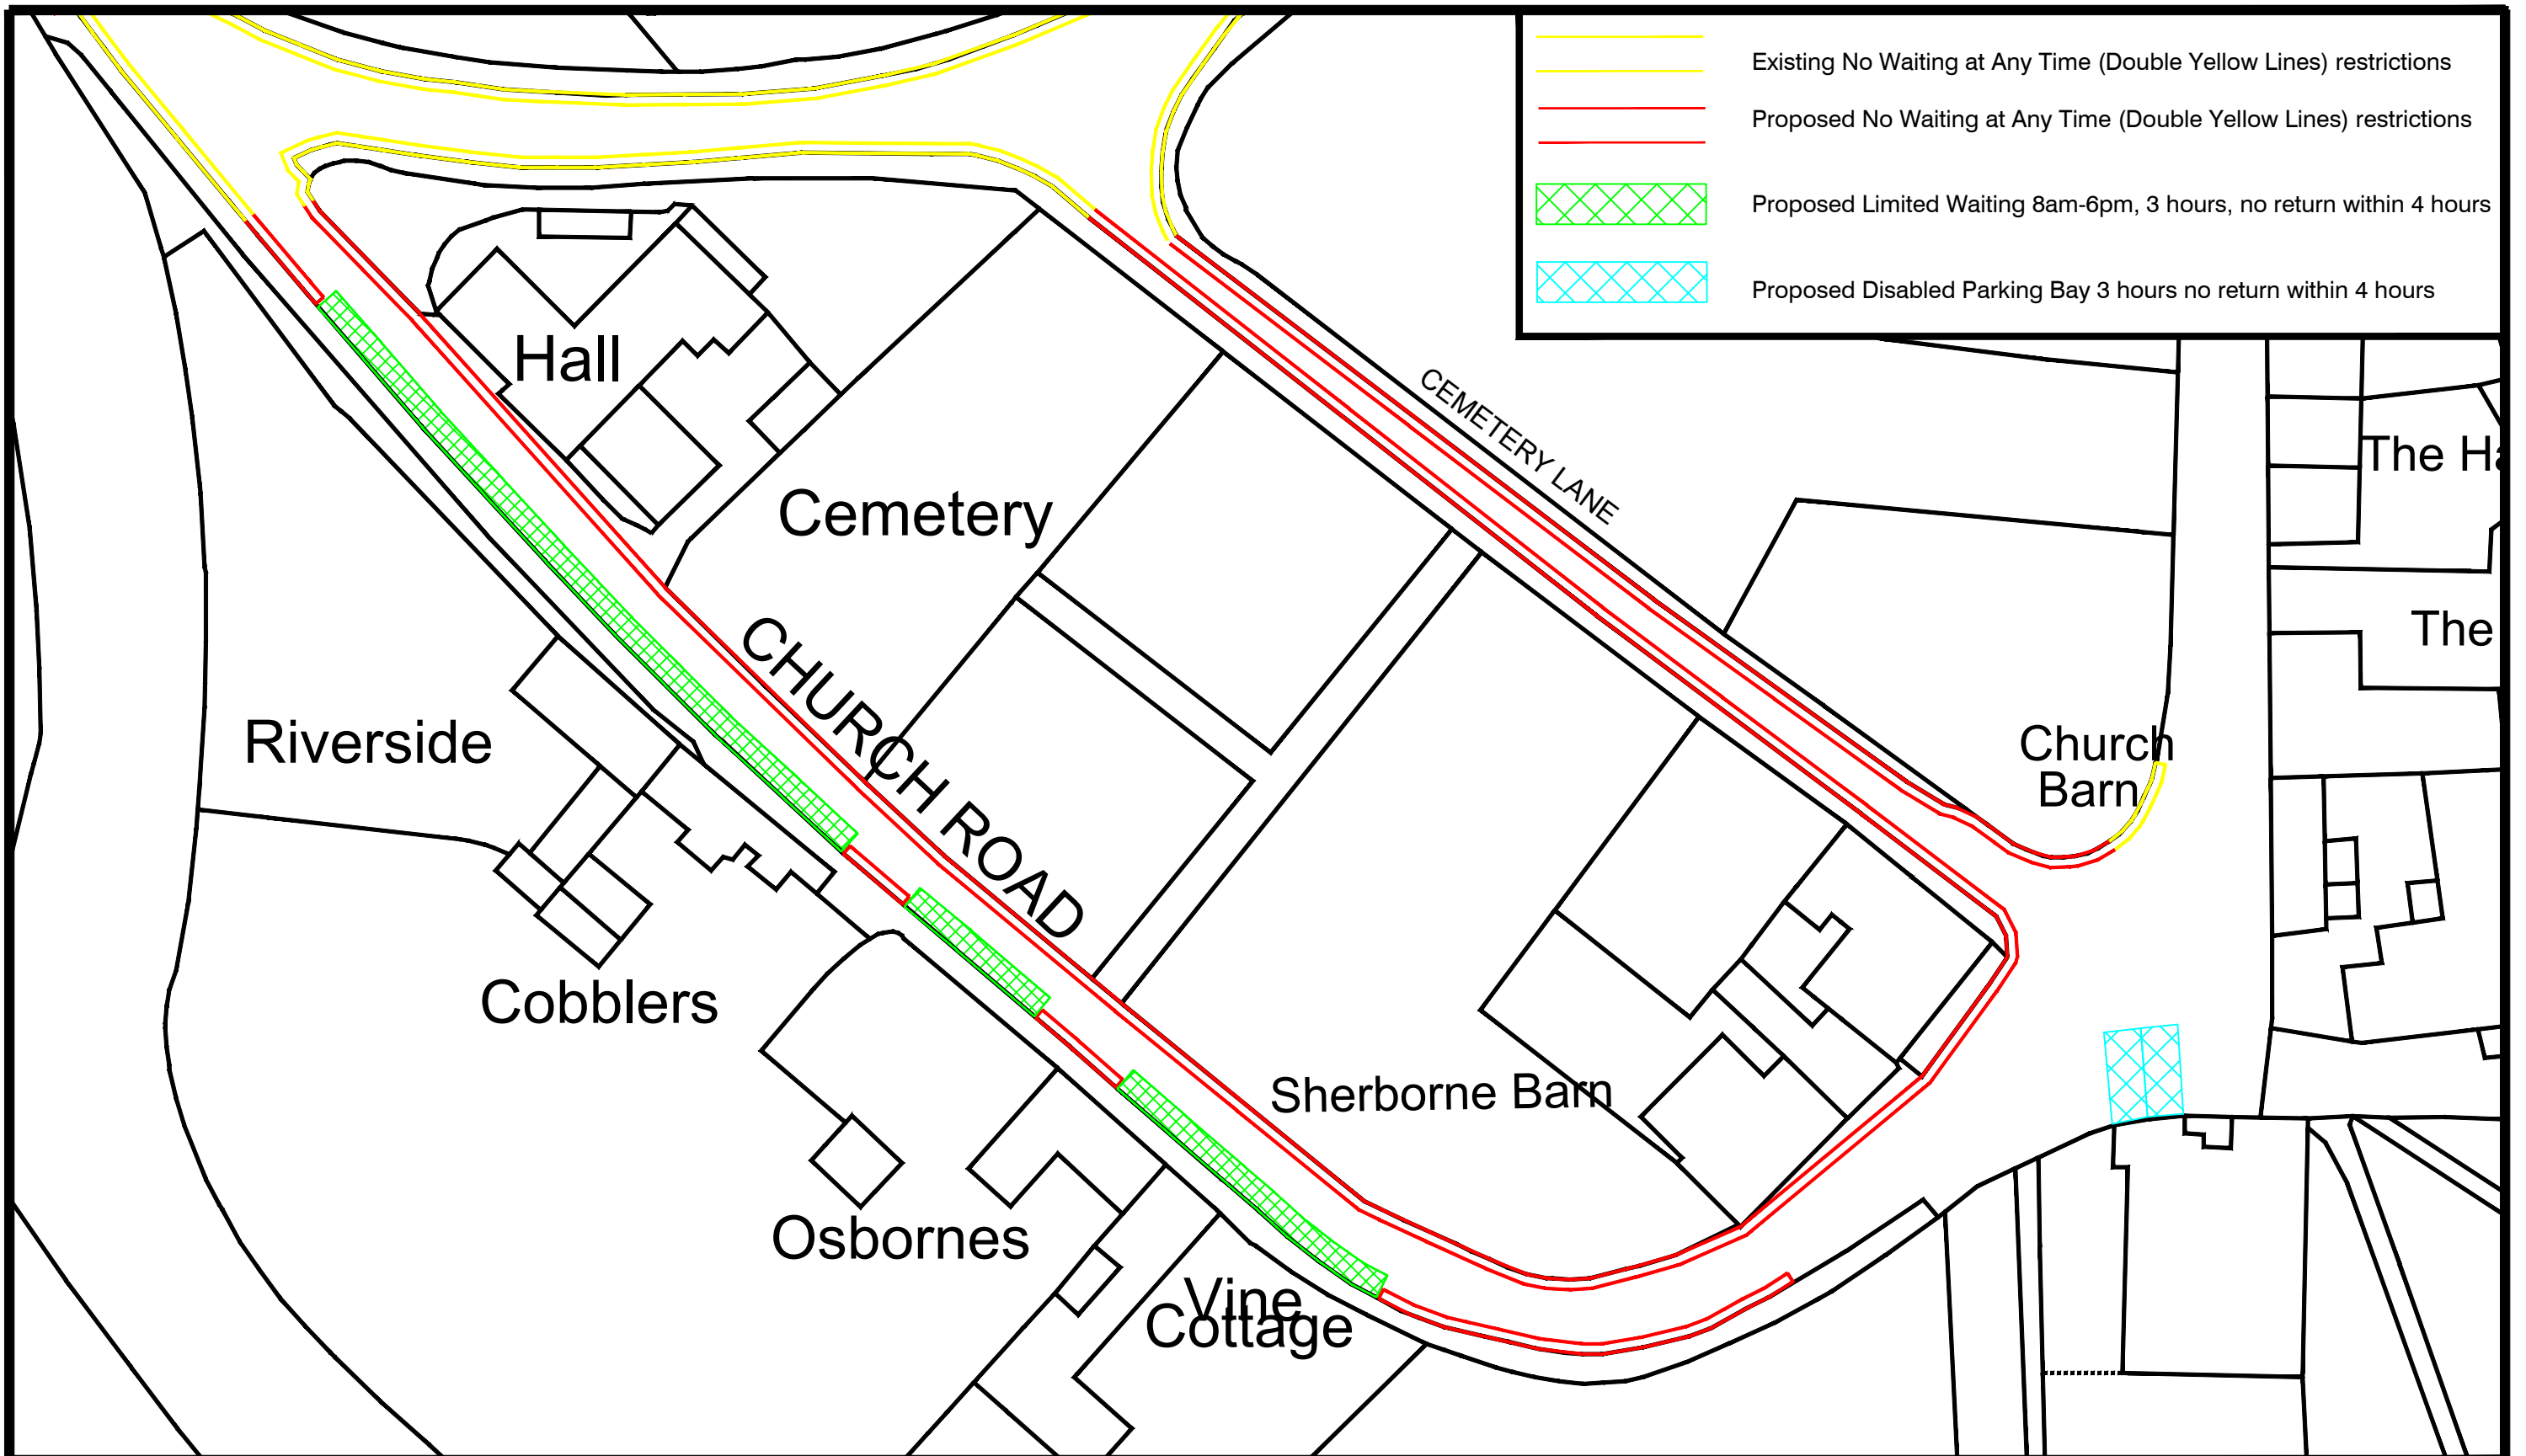 Existing No Waiting at Any Time (Double Yellow Lines) restrictions
Proposed No Waiting at Any Time (Double Yellow Lines) restrictions
Proposed Limited Waiting 8am-6pm, 3 hours, no return within 4 hours
Proposed Disabled Parking Bay 3 hours no return within 4 hours
Hall
CEMETERY LANE
The Ha
Cemetery
The
CHURCH ROAD
Riverside
Church
Barn
Cobblers
Sherborne Barn
Osbornes
Vine
Cottage